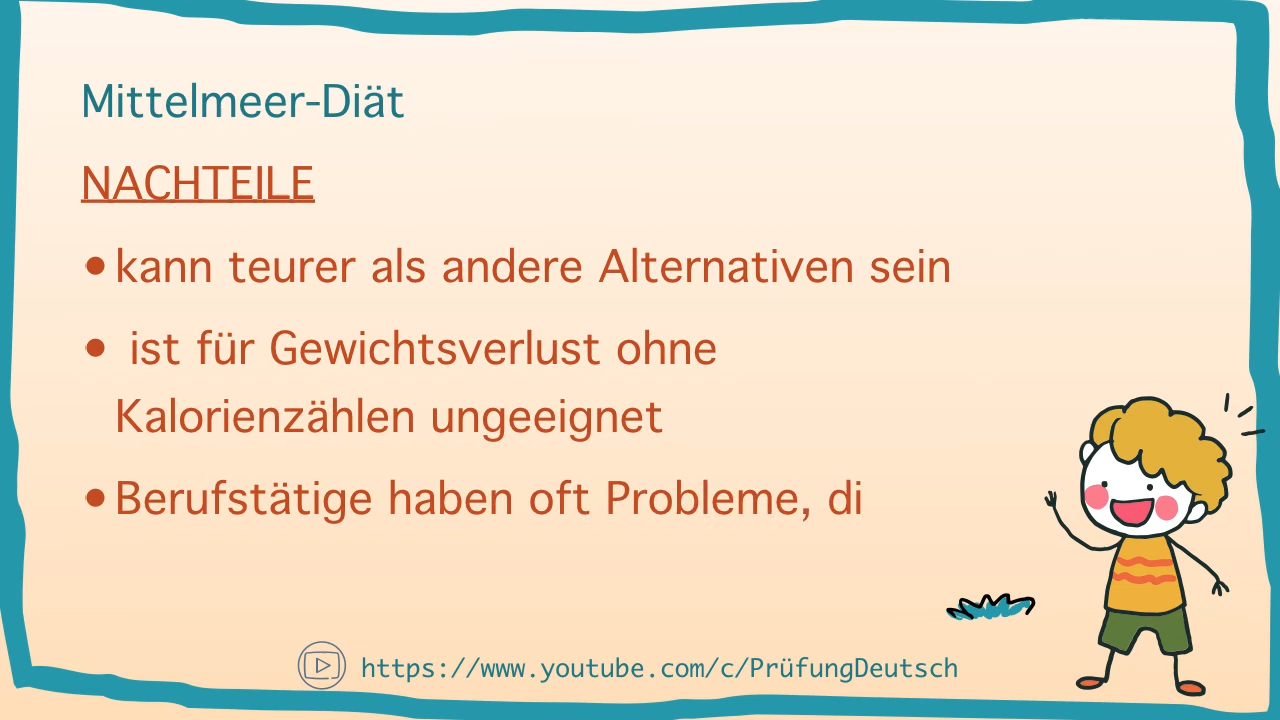 Mittelmeer-Diät
NACHTEILE
• kann teurer als andere Alternativen sein
• ist für Gewichtsverlust ohne
Kalorienzählen ungeeignet
• Berufstätige haben oft Probleme, di
https://www.youtube.com/c/PrüfungDeutsch